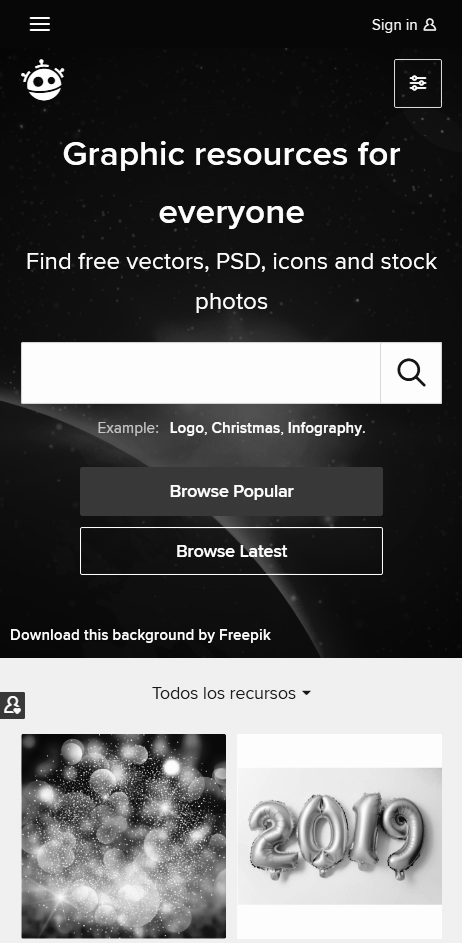 Sign in
Graphic resources for
everyone
Find free vectors, PSD, icons and stock
photos
Example: Logo, Christmas, Infography.
Browse Popular
Browse Latest
Download this background by Freepik
Todos los recursos
2019